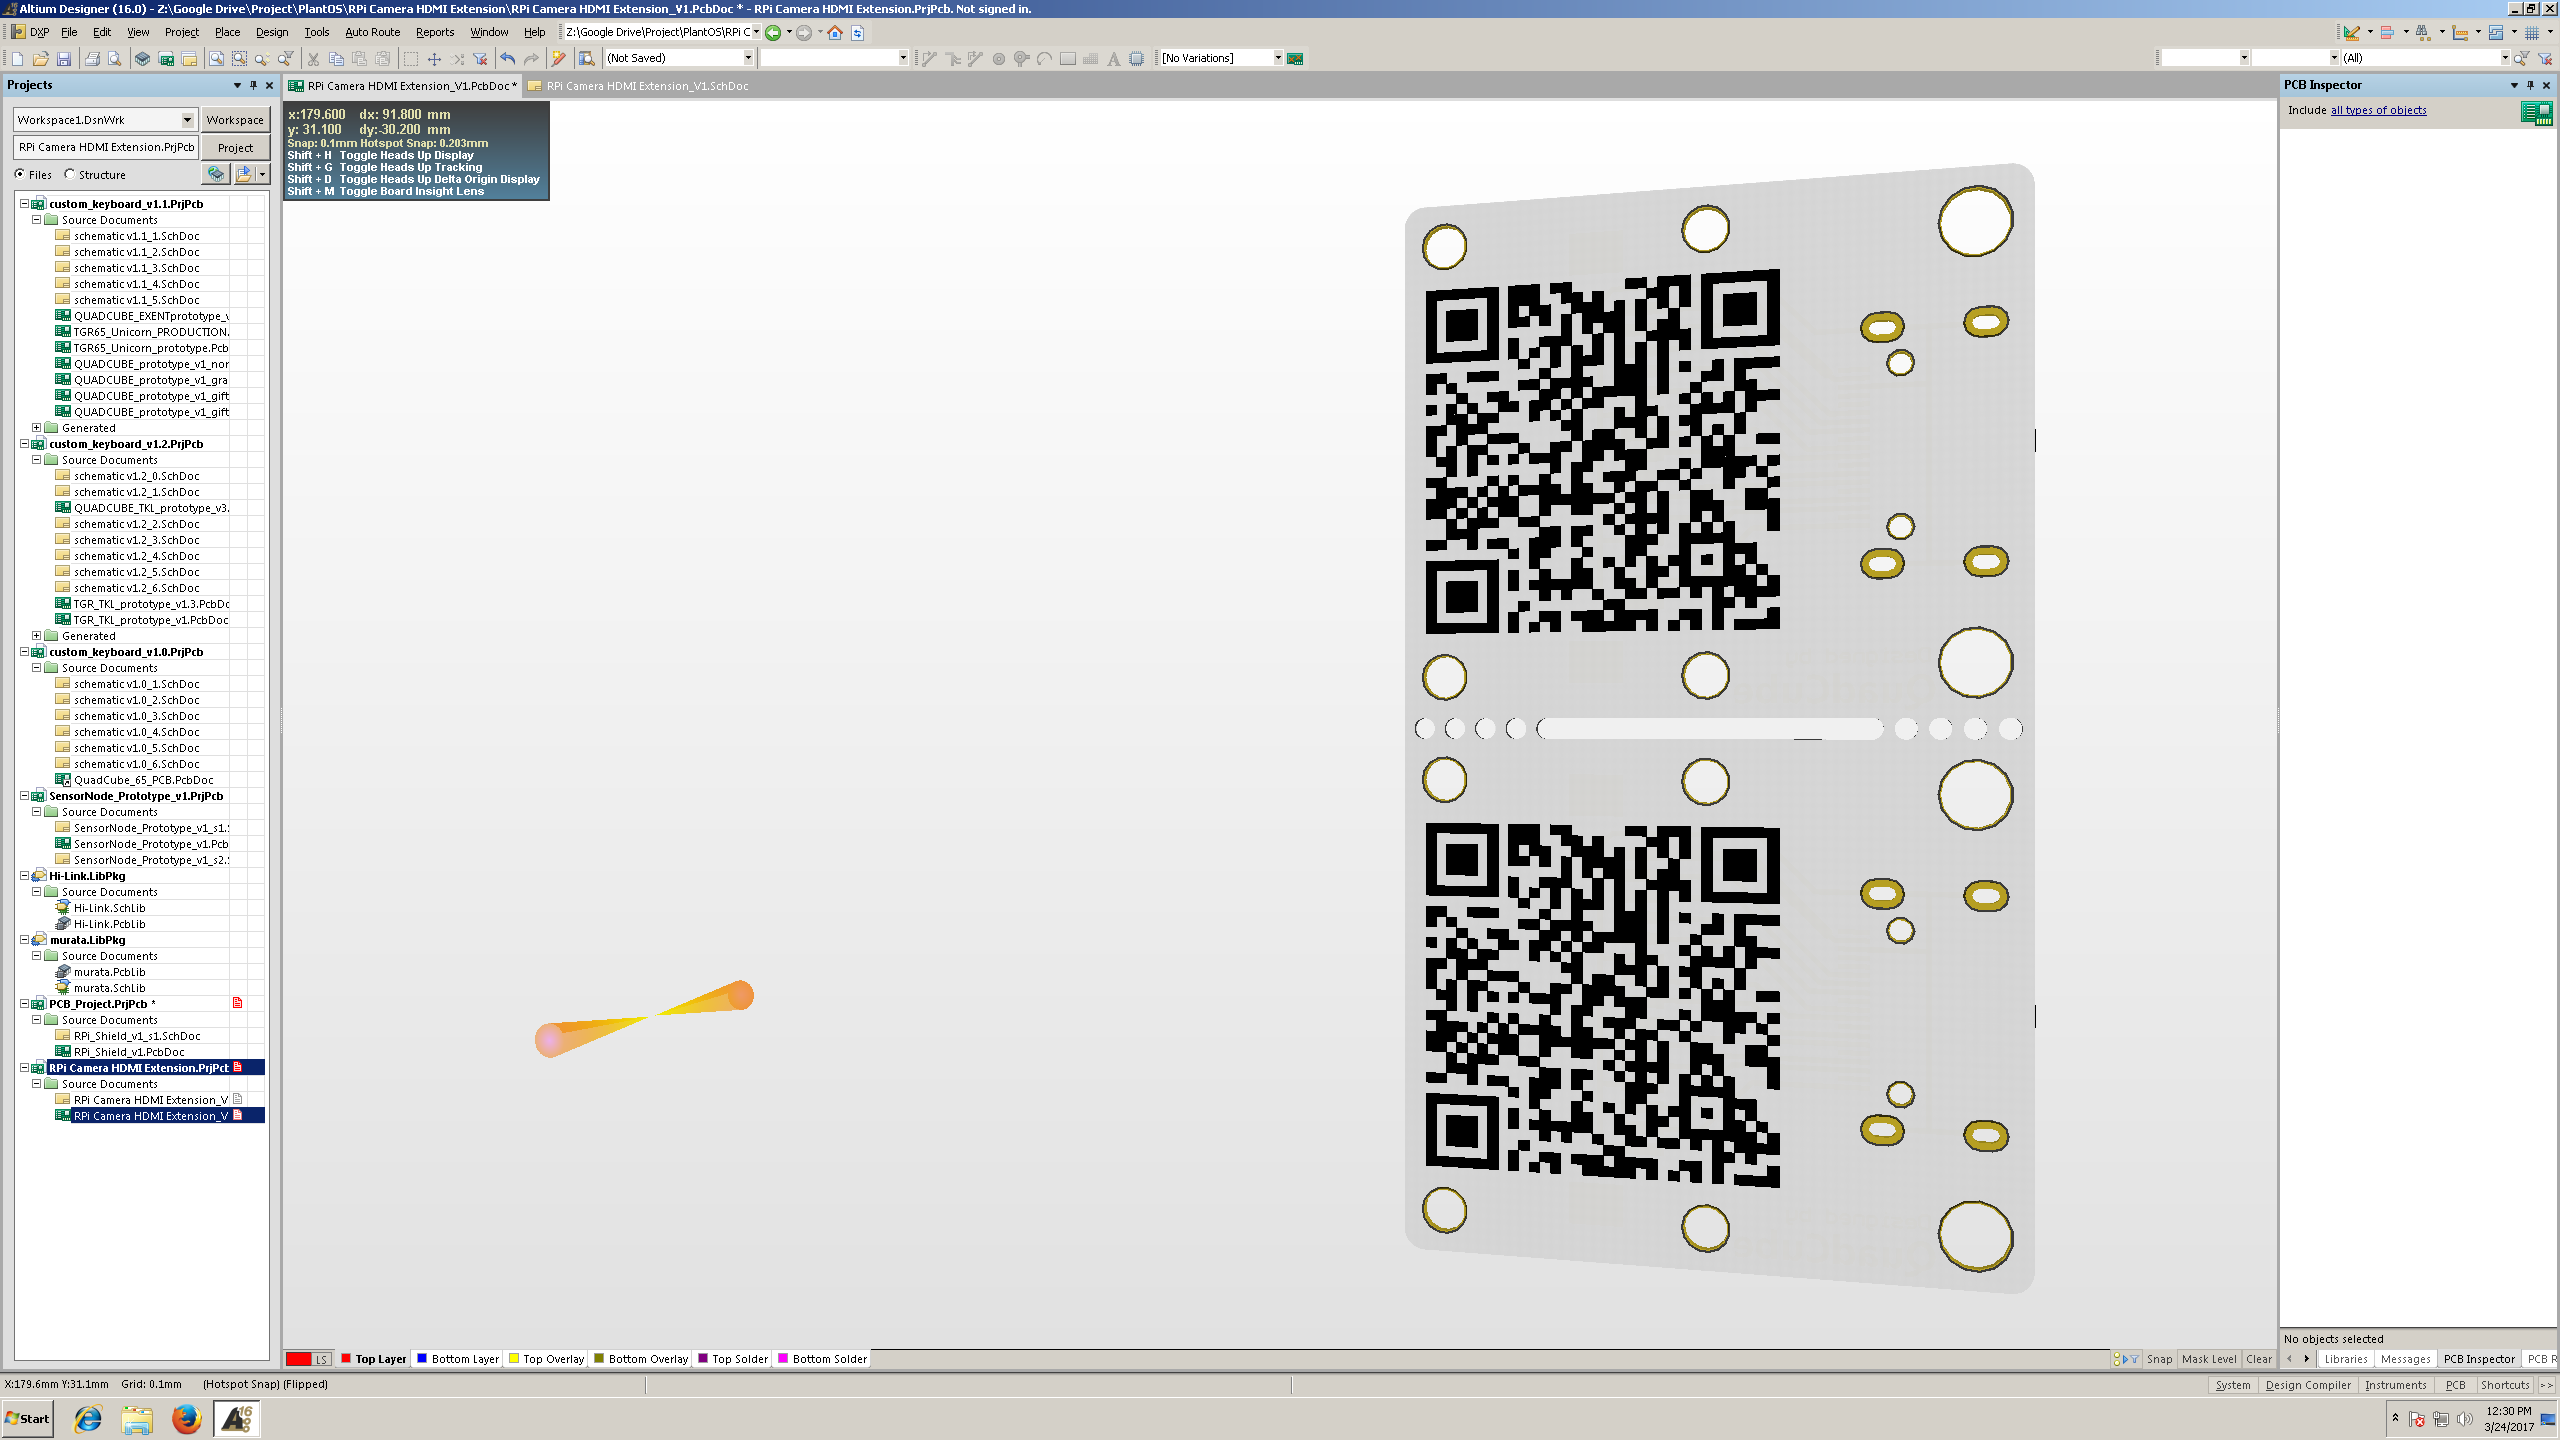 Altium Designer (16.0) - Z:\Google Drive\Project\PlantOS\RPi Camera HDMI Extension\RPi Camera HDMI Extension_V1.PcbDoc * - RPi Camera HDMI Extension.PrjPcb. Not signed in.
DXP File Edit View Project Place Design Tools Auto Route Reports Window Help Z:\Google Drive\Project\PlantOS\RPi C
(Not Saved) [No Variations] (All)
Projects
RPi Camera HDMI Extension_V1.PcbDoc * RPi Camera HDMI Extension_V1.SchDoc
PCB Inspector
Include all types of objects
Workspace1.DsnWrk Workspace
RPi Camera HDMI Extension.PrjPcb Project
Files Structure
x:179.600 dx: 91.800 mm
y: 31.100 dy:-30.200 mm
Snap: 0.1mm Hotspot Snap: 0.203mm
Shift + H Toggle Heads Up Display
Shift + G Toggle Heads Up Tracking
Shift + D Toggle Heads Up Delta Origin Display
Shift + M Toggle Board Insight Lens
custom_keyboard_v1.1.PrjPcb
Source Documents
schematic v1.1_1.SchDoc
schematic v1.1_2.SchDoc
schematic v1.1_3.SchDoc
schematic v1.1_4.SchDoc
schematic v1.1_5.SchDoc
QUADCUBE_EXENTprototype_v
TGR65_Unicorn_PRODUCTION.
TGR65_Unicorn_prototype.Pcb
QUADCUBE_prototype_v1_nor
QUADCUBE_prototype_v1_gra
QUADCUBE_prototype_v1_gift
QUADCUBE_prototype_v1_gift
Generated
custom_keyboard_v1.2.PrjPcb
Source Documents
schematic v1.2_0.SchDoc
schematic v1.2_1.SchDoc
QUADCUBE_TKL_prototype_v3.
schematic v1.2_2.SchDoc
schematic v1.2_3.SchDoc
schematic v1.2_4.SchDoc
schematic v1.2_5.SchDoc
schematic v1.2_6.SchDoc
TGR_TKL_prototype_v1.3.PcbDo
TGR_TKL_prototype_v1.PcbDoc
Generated
custom_keyboard_v1.0.PrjPcb
Source Documents
schematic v1.0_1.SchDoc
schematic v1.0_2.SchDoc
schematic v1.0_3.SchDoc
schematic v1.0_4.SchDoc
schematic v1.0_5.SchDoc
schematic v1.0_6.SchDoc
QuadCube_65_PCB.PcbDoc
SensorNode_Prototype_v1.PrjPcb
Source Documents
SensorNode_Prototype_v1_s1.
SensorNode_Prototype_v1.Pcb
SensorNode_Prototype_v1_s2.
Hi-Link.LibPkg
Source Documents
Hi-Link.SchLib
Hi-Link.PcbLib
murata.LibPkg
Source Documents
murata.PcbLib
murata.SchLib
PCB_Project.PrjPcb *
Source Documents
RPi_Shield_v1_s1.SchDoc
RPi_Shield_v1.PcbDoc
RPi Camera HDMI Extension.PrjPcb
Source Documents
RPi Camera HDMI Extension_V
RPi Camera HDMI Extension_V
No objects selected
LS Top Layer Bottom Layer Top Overlay Bottom Overlay Top Solder Bottom Solder
Snap Mask Level Clear
Libraries Messages PCB Inspector PCB R
X:179.6mm Y:31.1mm Grid: 0.1mm (Hotspot Snap) (Flipped)
System Design Compiler Instruments PCB Shortcuts >>
Start
12:30 PM
3/24/2017